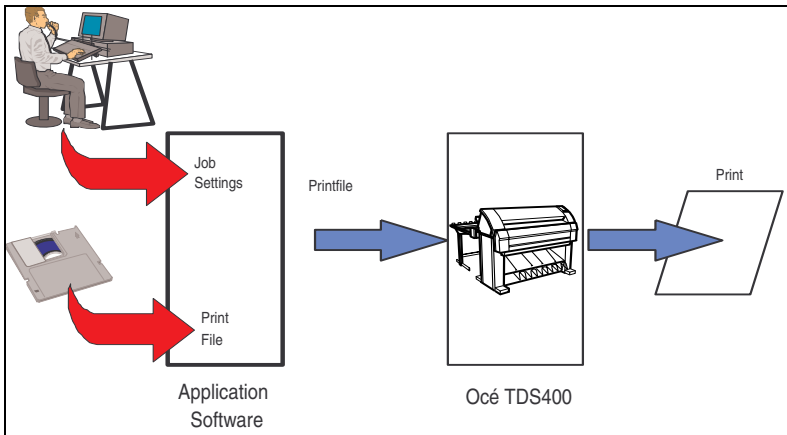 Job
Settings
Printfile
Print
Print
File
Application
Software
Océ TDS400